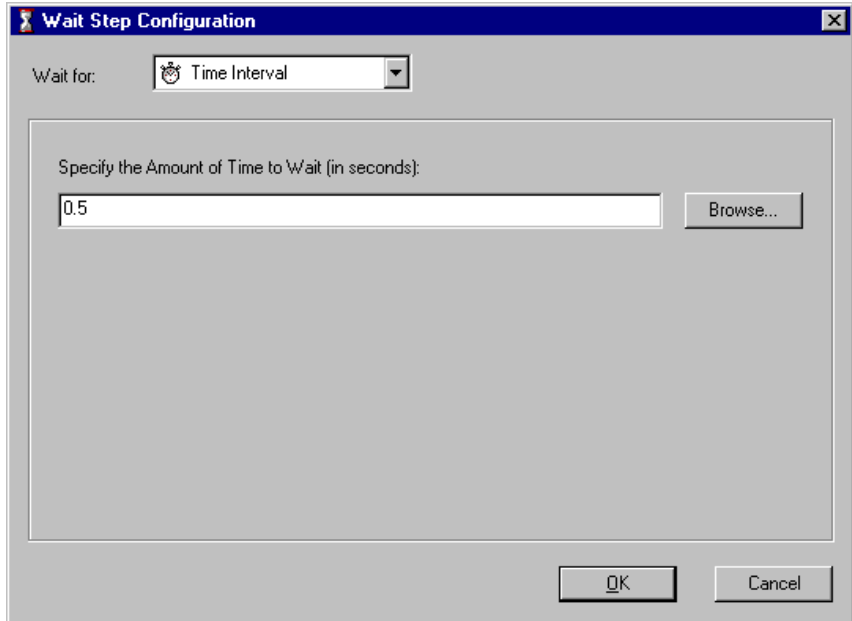 Wait Step Configuration
Wait for: Time Interval
Specify the Amount of Time to Wait (in seconds):
0.5 Browse...
OK Cancel